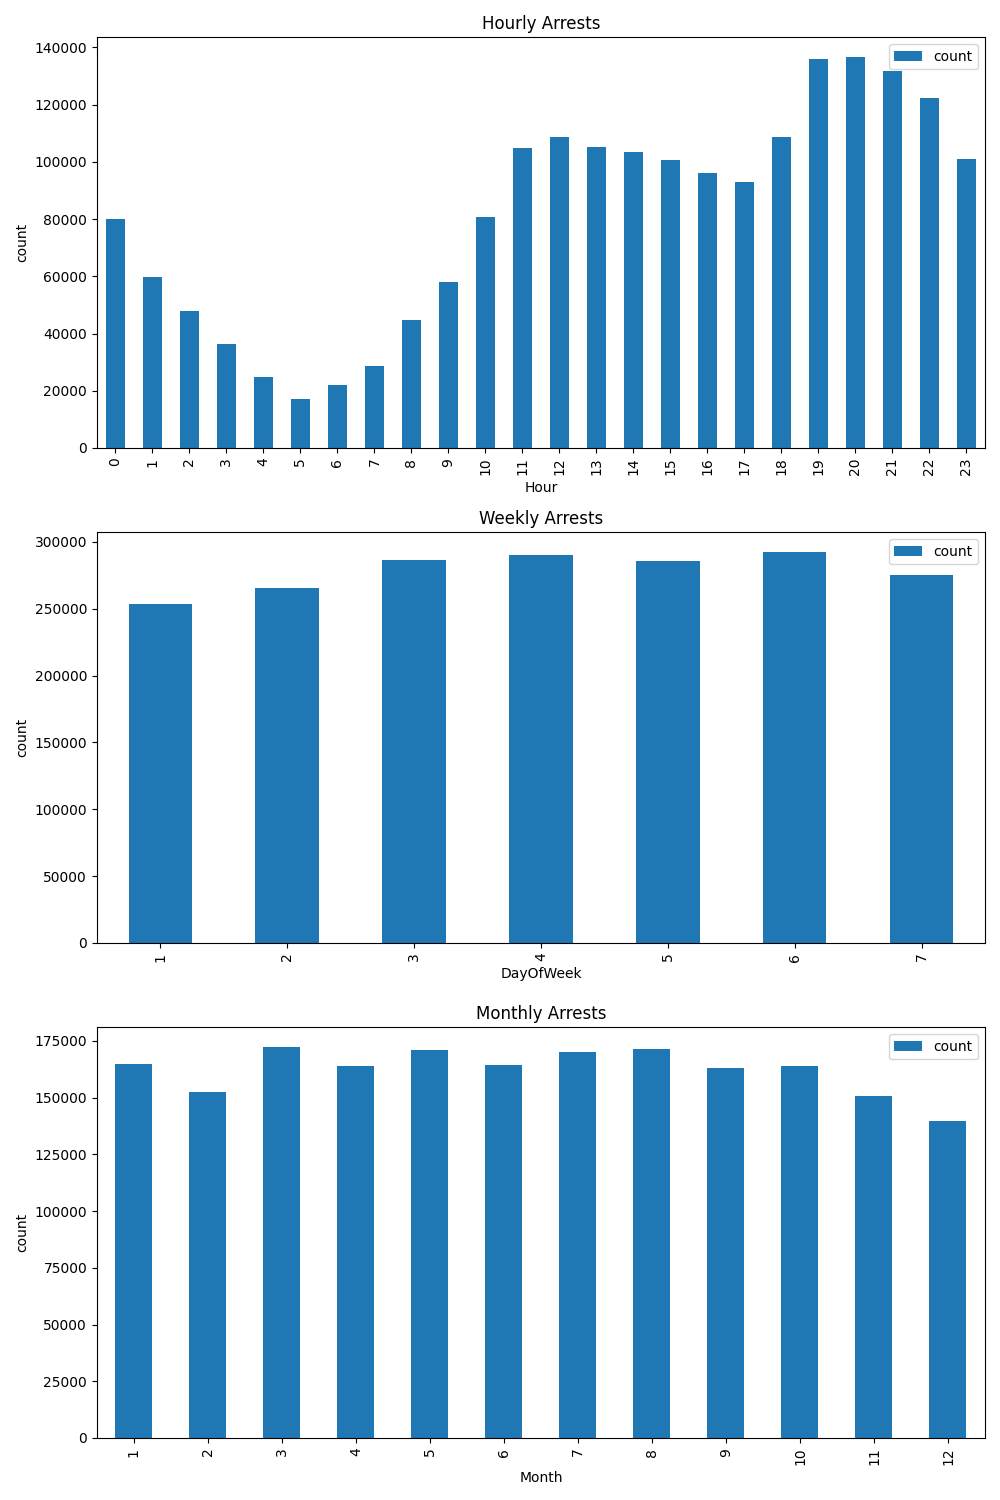 Hourly Arrests
140000
120000
100000
80000
60000
40000
20000
0
count
count
0 1 2 3 4 5 6 7 8 9 10 11 12 13 14 15 16 17 18 19 20 21 22 23
Hour
Weekly Arrests
300000
250000
200000
150000
100000
50000
0
count
count
1 2 3 4 5 6 7
DayOfWeek
Monthly Arrests
175000
150000
125000
100000
75000
50000
25000
0
count
count
1 2 3 4 5 6 7 8 9 10 11 12
Month